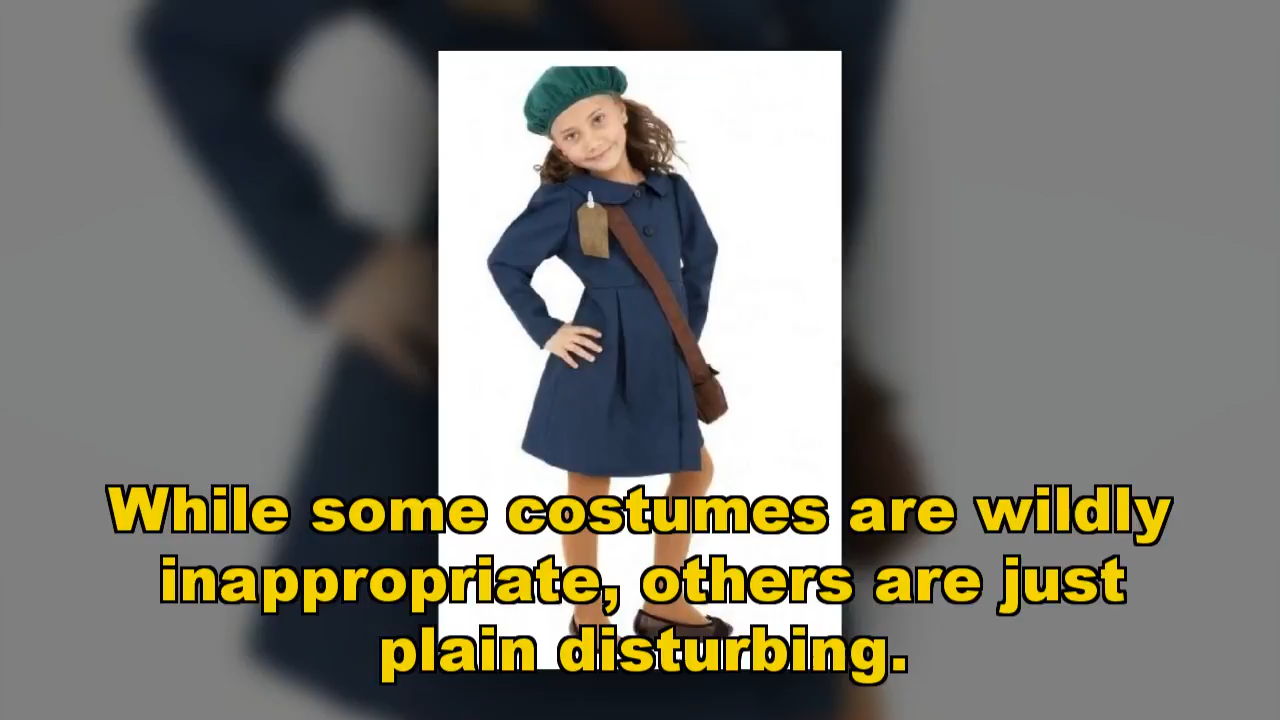 While some costumes are wildly
inappropriate, others are just
plain disturbing.